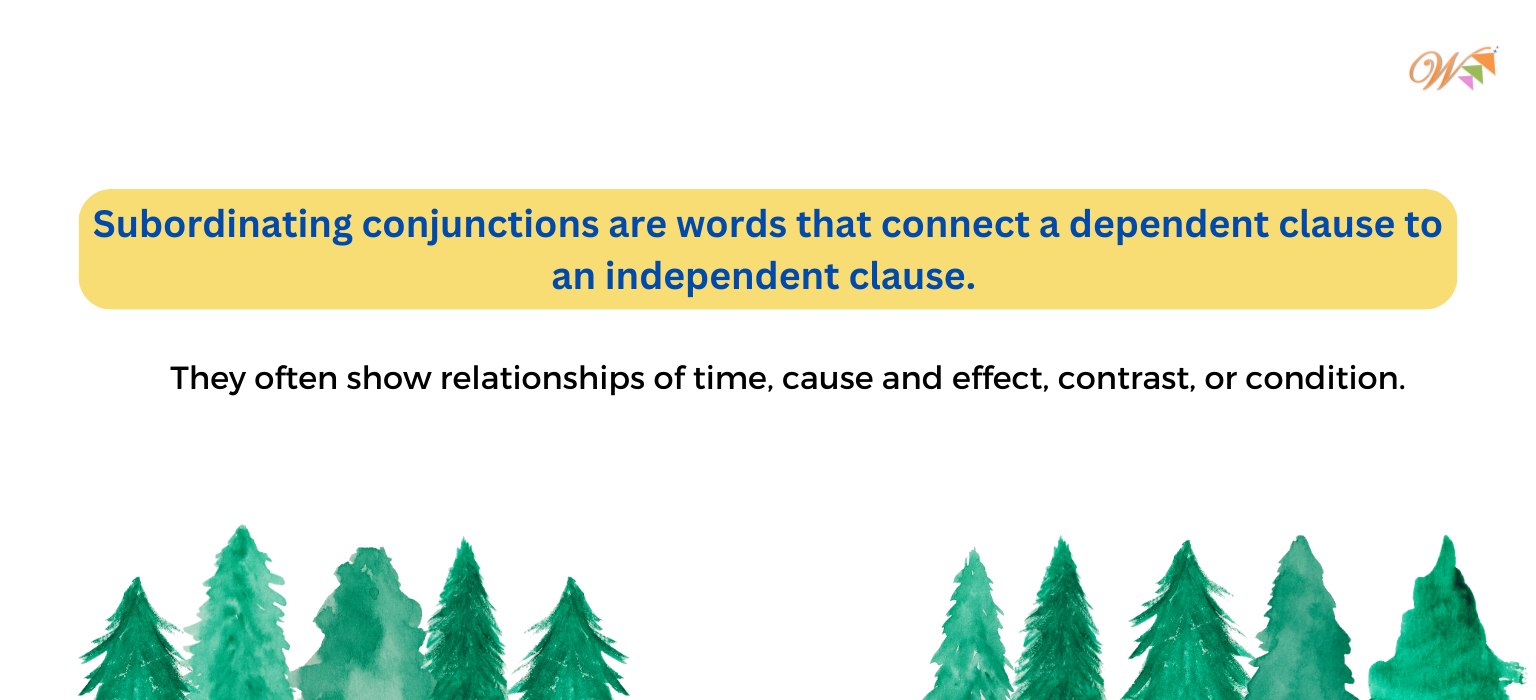 W
Subordinating conjunctions are words that connect a dependent clause to
an independent clause.
They often show relationships of time, cause and effect, contrast, or condition.